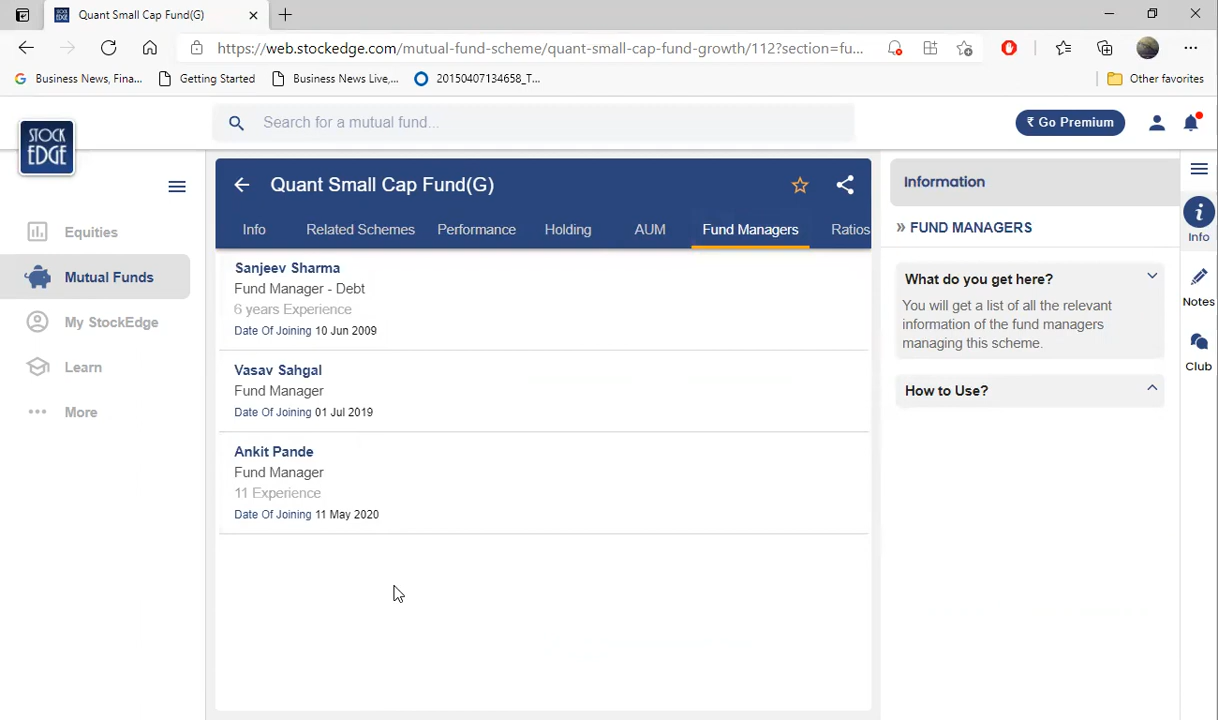 Quant Small Cap Fund(G)
https://web.stockedge.com/mutual-fund-scheme/quant-small-cap-fund-growth/112?section=fu...
Business News, Fina...
Getting Started
Business News Live,...
20150407134658_T...
Other favorites
STOCK
EDGE
Search for a mutual fund...
₹ Go Premium
Equities
Mutual Funds
My StockEdge
Learn
More
Quant Small Cap Fund(G)
Info
Related Schemes
Performance
Holding
AUM
Fund Managers
Ratios
Sanjeev Sharma
Fund Manager - Debt
6 years Experience
Date Of Joining 10 Jun 2009
Vasav Sahgal
Fund Manager
Date Of Joining 01 Jul 2019
Ankit Pande
Fund Manager
11 Experience
Date Of Joining 11 May 2020
Information
» FUND MANAGERS
What do you get here?
You will get a list of all the relevant
information of the fund managers
managing this scheme.
How to Use?
Info
Notes
Club